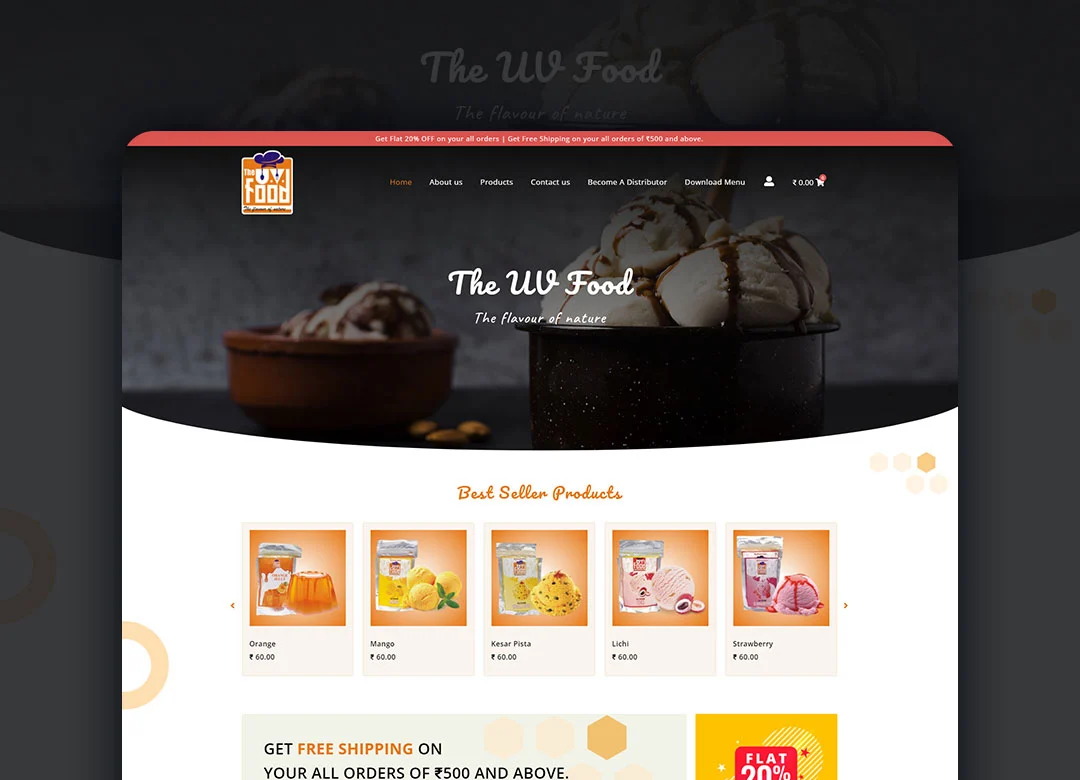 The UV Food
The flavour of nature
Get Flat 20% OFF on your all orders | Get Free Shipping on your all orders of ₹500 and above.
The
U.V.
food
The flavour of nature
Home About us Products Contact us Become A Distributor Download Menu ₹ 0.00 0
The UV Food
The flavour of nature
Best Seller Products
Orange
₹ 60.00
Mango
₹ 60.00
Kesar Pista
₹ 60.00
Lichi
₹ 60.00
Strawberry
₹ 60.00
GET FREE SHIPPING ON
YOUR ALL ORDERS OF ₹500 AND ABOVE.
FLAT
20%